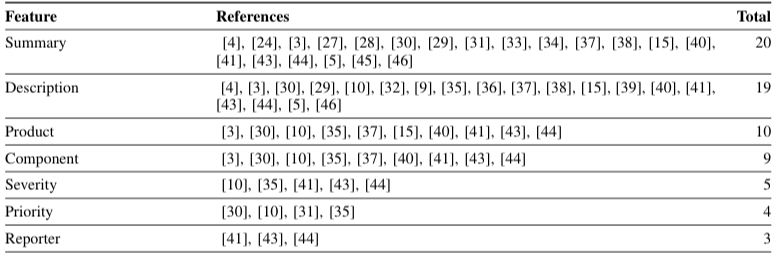 Feature References Total
Summary [4], [24], [3], [27], [28], [30], [29], [31], [33], [34], [37], [38], [15], [40], 20
[41], [43], [44], [5], [45], [46]
Description [4], [3], [30], [29], [10], [32], [9], [35], [36], [37], [38], [15], [39], [40], [41], 19
[43], [44], [5], [46]
Product [3], [30], [10], [35], [37], [15], [40], [41], [43], [44] 10
Component [3], [30], [10], [35], [37], [40], [41], [43], [44] 9
Severity [10], [35], [41], [43], [44] 5
Priority [30], [10], [31], [35] 4
Reporter [41], [43], [44] 3